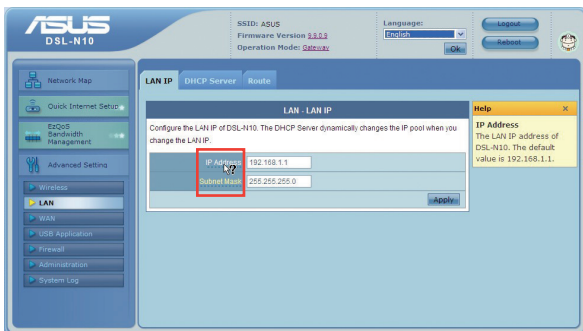 ASUS
DSL-N10
SSID: ASUS
Firmware Version 9.9.0.9
Operation Mode: Gateway
Language:
English
Ok
Logout
Reboot
Network Map
Quick Internet Setup
EzQoS
Bandwidth
Management
Advanced Setting
Wireless
LAN
WAN
USB Application
Firewall
Administration
System Log
LAN IP DHCP Server Route
LAN - LAN IP
Configure the LAN IP of DSL-N10. The DHCP Server dynamically changes the IP pool when you
change the LAN IP.
IP Address 192.168.1.1
Subnet Mask 255.255.255.0
Apply
Help x
IP Address
The LAN IP address of
DSL-N10. The default
value is 192.168.1.1.